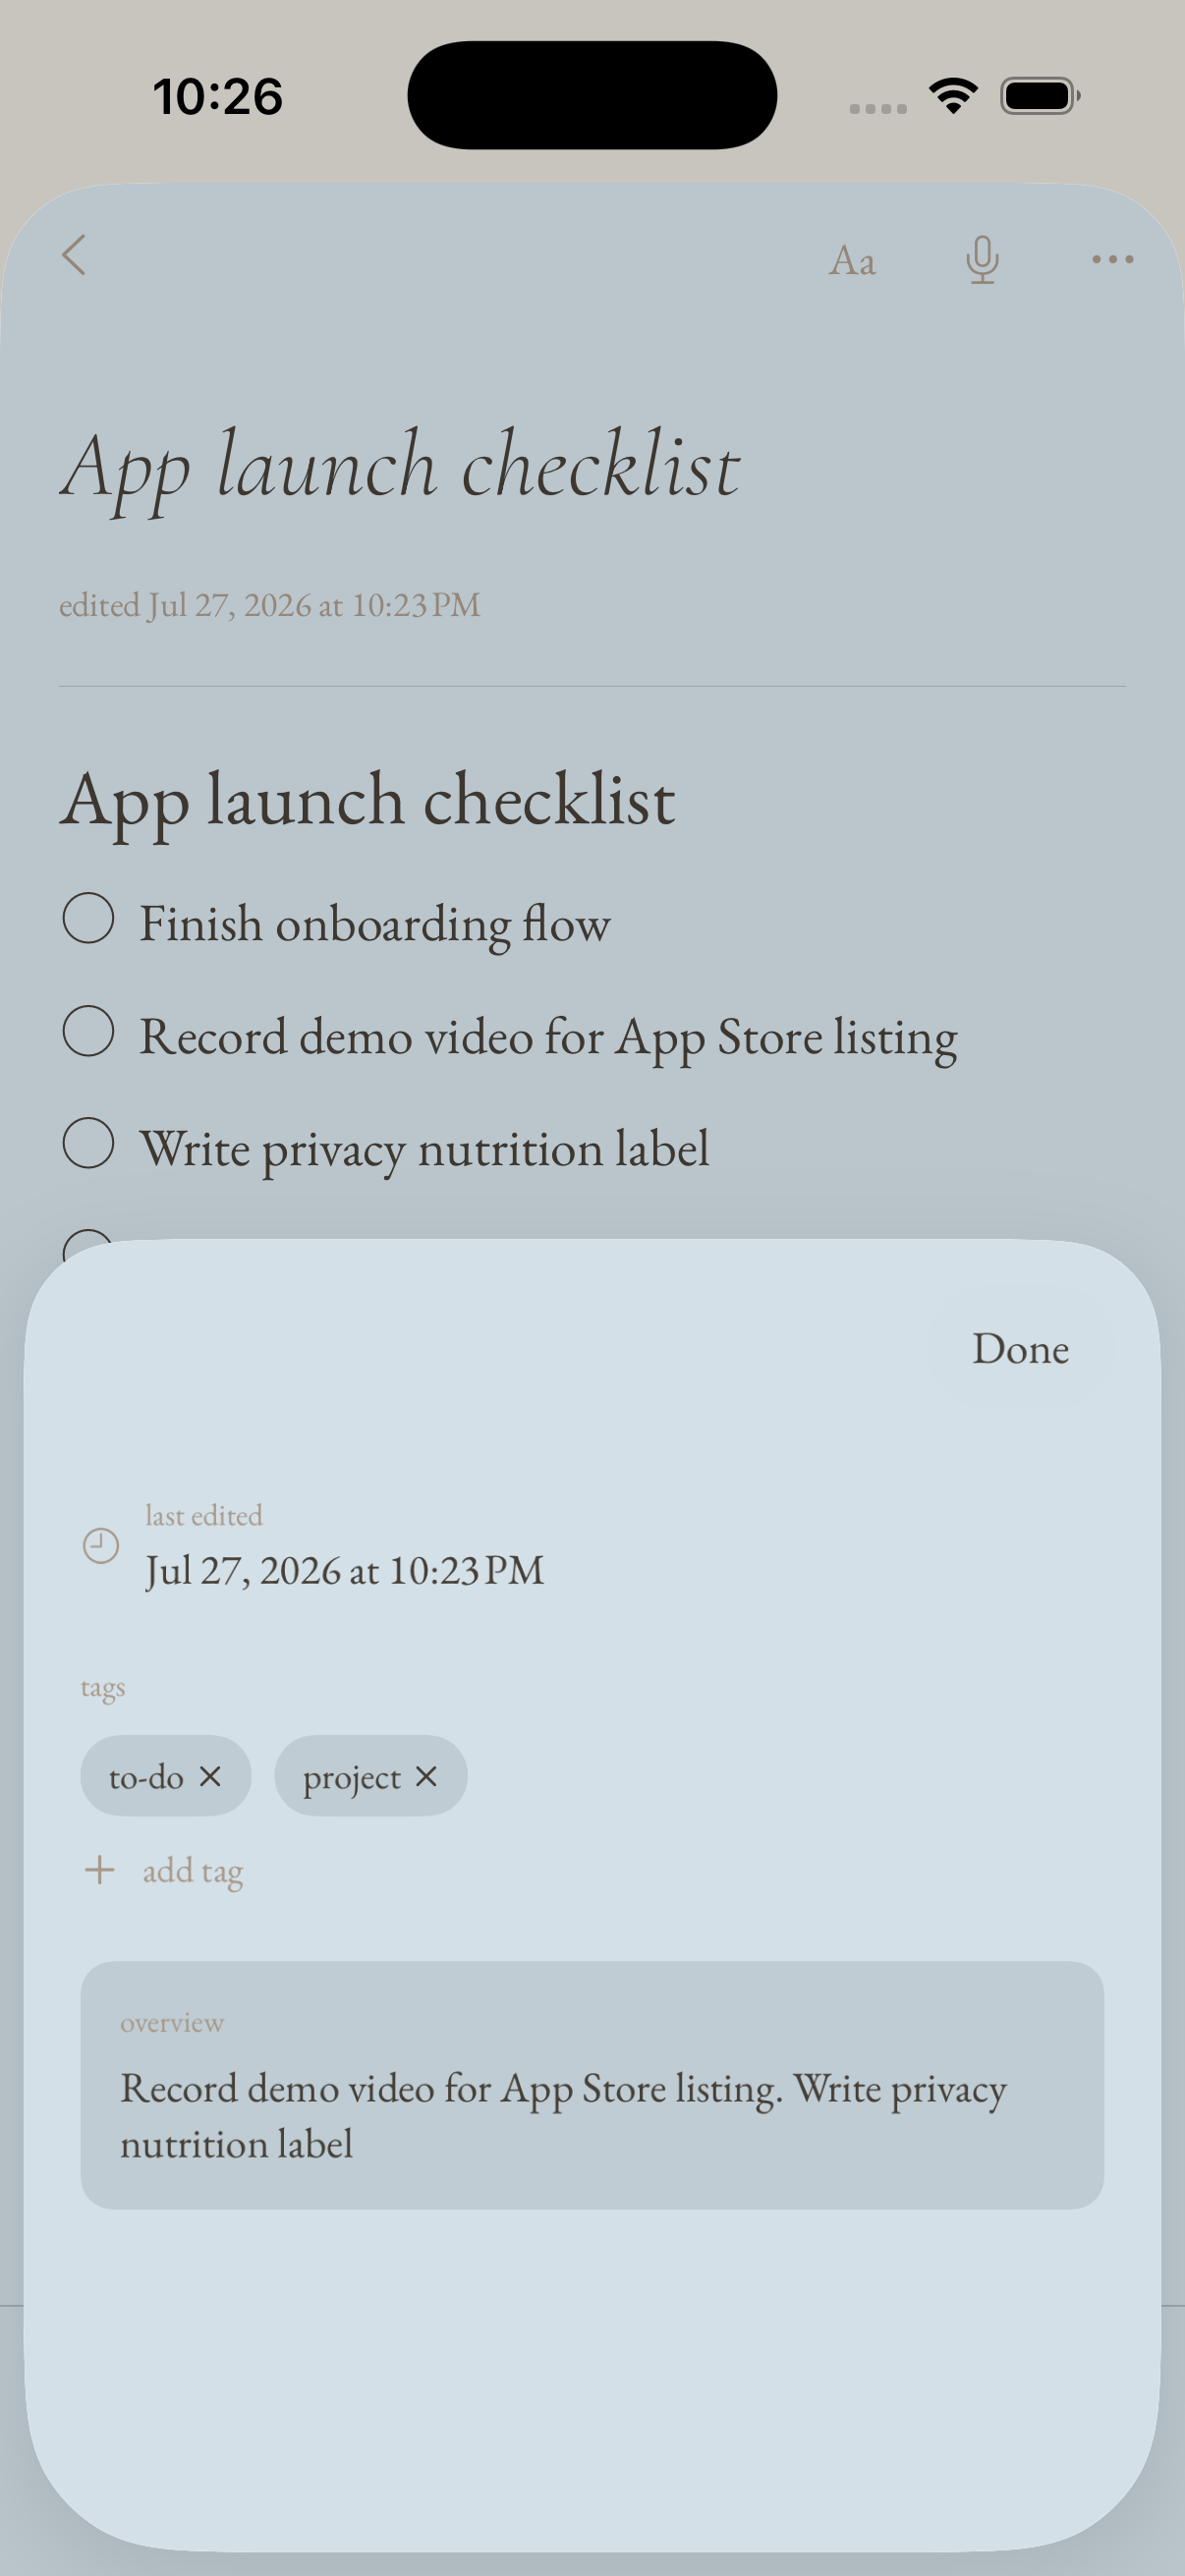 10:26
Aa
App launch checklist
edited Jul 27, 2026 at 10:23 PM
App launch checklist
Finish onboarding flow
Record demo video for App Store listing
Write privacy nutrition label
Done
last edited
Jul 27, 2026 at 10:23 PM
tags
to-do
project
add tag
overview
Record demo video for App Store listing. Write privacy
nutrition label